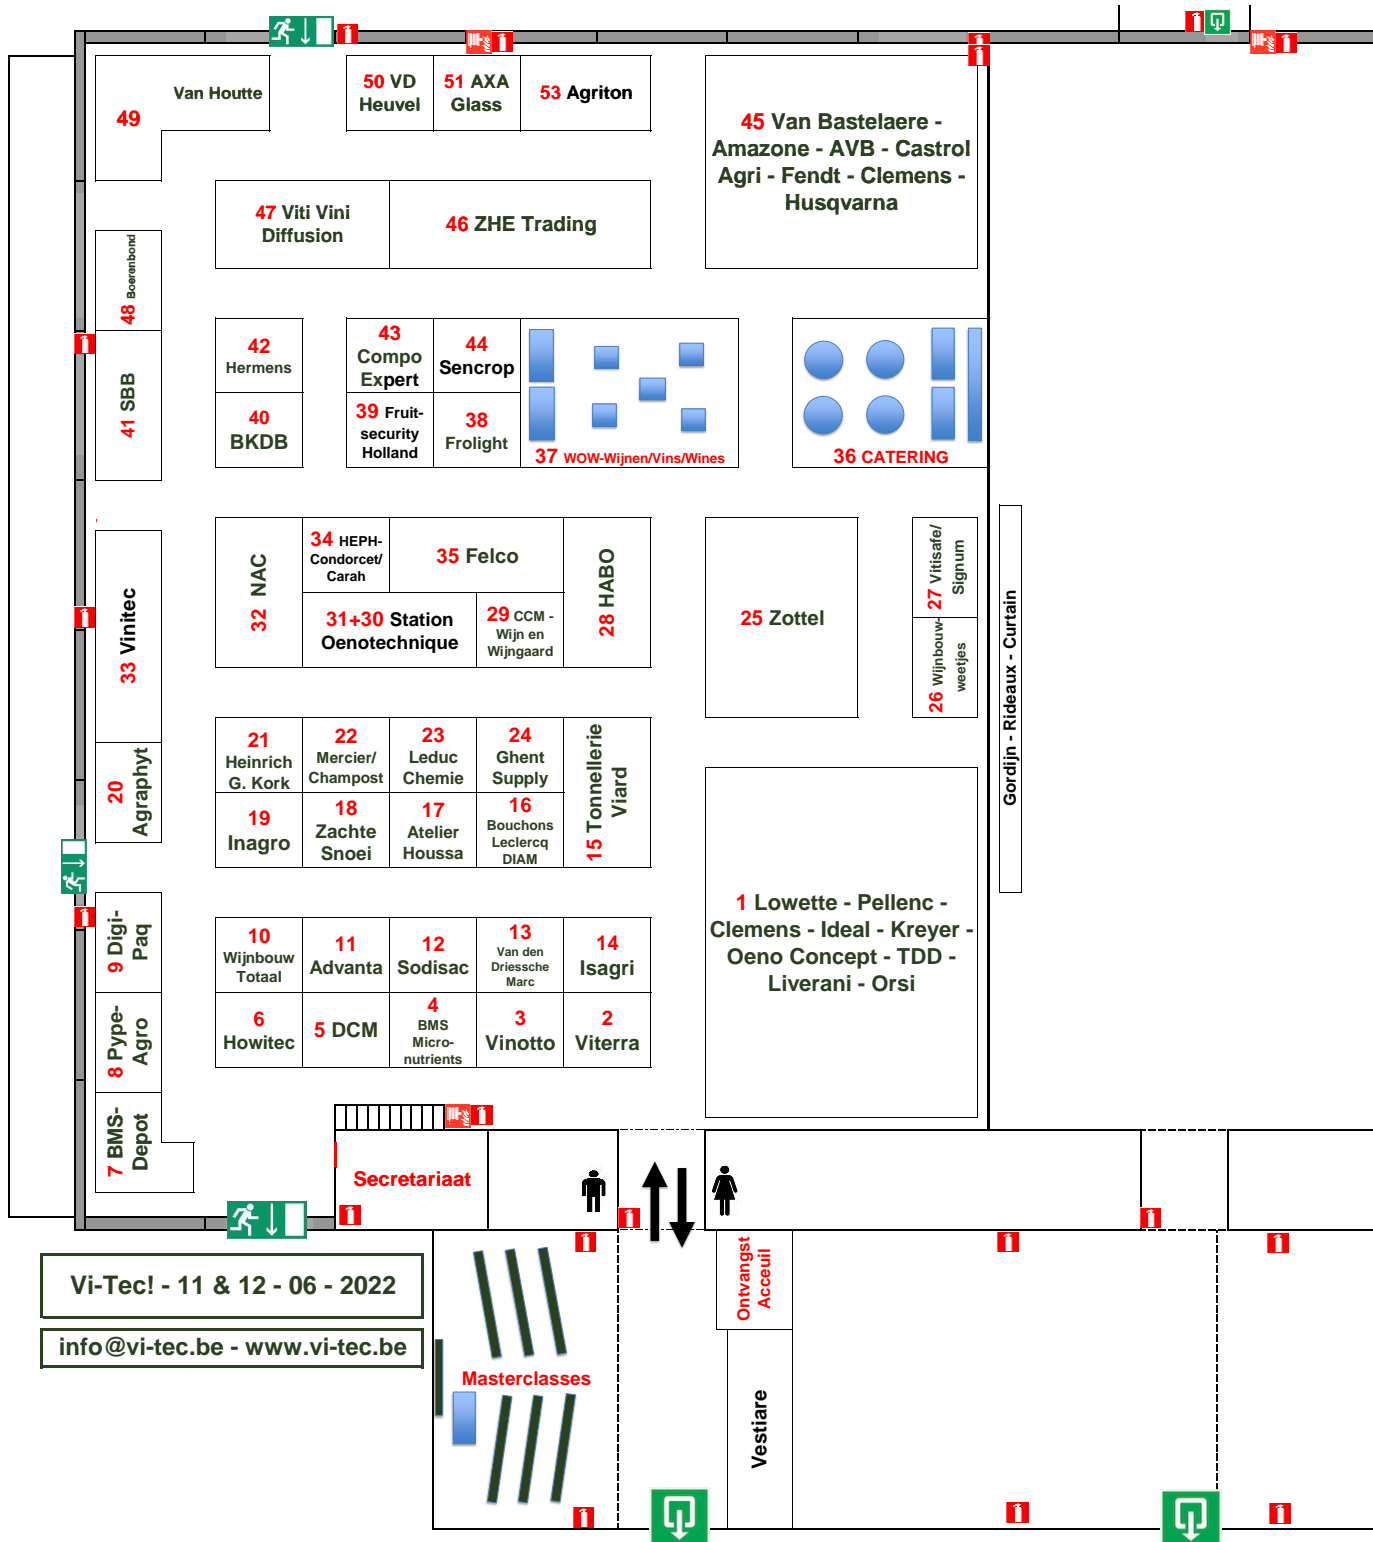 49
Van Houtte
50 VD
Heuvel
51 AXA
Glass
53 Agriton
45 Van Bastelaere -
Amazone - AVB - Castrol
Agri - Fendt - Clemens -
Husqvarna
47 Viti Vini
Diffusion
46 ZHE Trading
48 Boerenbond
41 SBB
42
Hermens
40
BKDB
43
Compo
Expert
44
Sencrop
39 Fruit-
security
Holland
38
Frolight
37 WOW-Wijnen/Vins/Wines
36 CATERING
33 Vinitec
32 NAC
34 HEPH-
Condorcet/
Carah
35 Felco
31+30 Station
Oenotechnique
29 CCM -
Wijn en
Wijngaard
28 HABO
25 Zottel
27 Vitisafe/
Signum
26 Wijnbouw-
weetjes
Gordijn - Rideaux - Curtain
20
Agraphyt
21
Heinrich
G. Kork
22
Mercier/
Champost
23
Leduc
Chemie
24
Ghent
Supply
15 Tonnellerie
Viard
19
Inagro
18
Zachte
Snoei
17
Atelier
Houssa
16
Bouchons
Leclercq
DIAM
1 Lowette - Pellenc -
Clemens - Ideal - Kreyer -
Oeno Concept - TDD -
Liverani - Orsi
9 Digi-
Paq
10
Wijnbouw
Totaal
11
Advanta
12
Sodisac
13
Van den
Driessche
Marc
14
Isagri
8 Pype-
Agro
6
Howitec
5 DCM
4
BMS
Micro-
nutrients
3
Vinotto
2
Viterra
7 BMS-
Depot
Secretariaat
Ontvangst
Acceuil
Vi-Tec! - 11 & 12 - 06 - 2022
info@vi-tec.be - www.vi-tec.be
Masterclasses
Vestiare